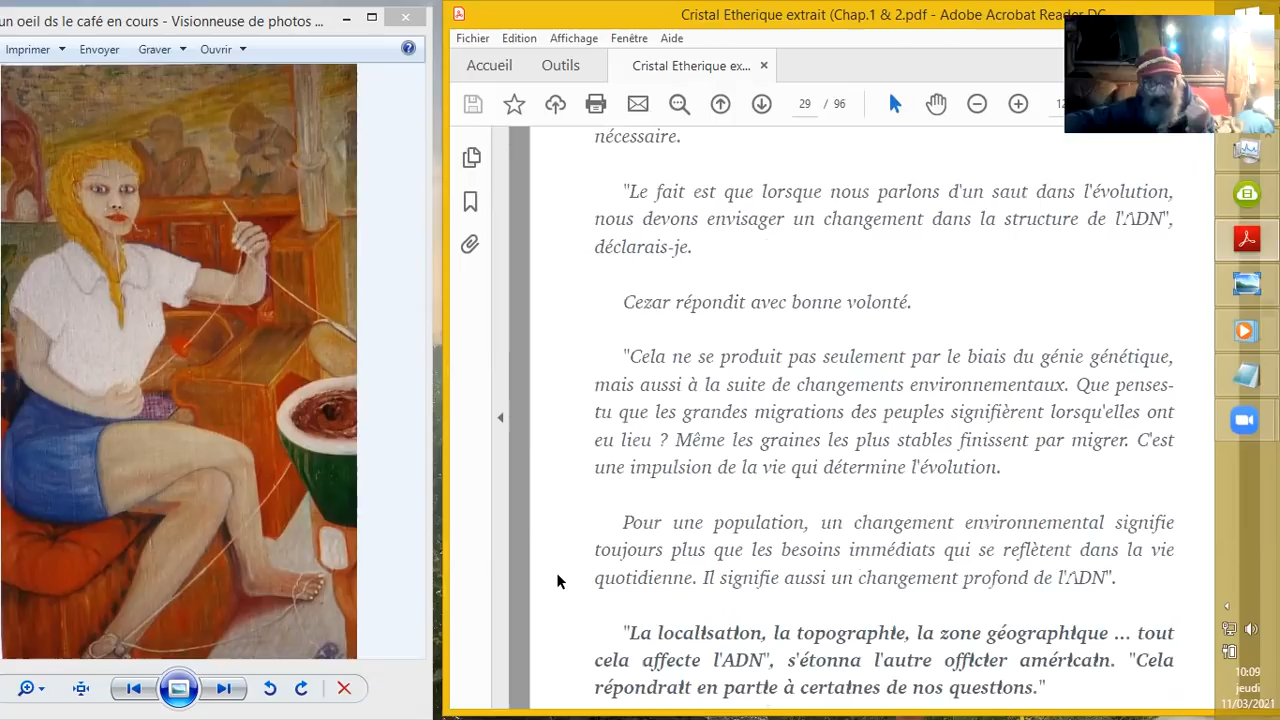 un oeil ds le café en cours - Visionneuse de photos ...
Imprimer Envoyer Graver Ouvrir
Cristal Etherique extrait (Chap.1 & 2.pdf - Adobe Acrobat Reader DC
Fichier Edition Affichage Fenêtre Aide
Accueil Outils Cristal Etherique ex...
29 / 96
nécessaire.
"Le fait est que lorsque nous parlons d'un saut dans l'évolution,
nous devons envisager un changement dans la structure de l'ADN",
déclarais-je.
Cezar répondit avec bonne volonté.
"Cela ne se produit pas seulement par le biais du génie génétique,
mais aussi à la suite de changements environnementaux. Que penses-
tu que les grandes migrations des peuples signifièrent lorsqu'elles ont
eu lieu ? Même les graines les plus stables finissent par migrer. C'est
une impulsion de la vie qui détermine l'évolution.
Pour une population, un changement environnemental signifie
toujours plus que les besoins immédiats qui se reflètent dans la vie
quotidienne. Il signifie aussi un changement profond de l'ADN".
"La localisation, la topographie, la zone géographique ... tout
cela affecte l'ADN", s'étonna l'autre officier américain. "Cela
répondrait en partie à certaines de nos questions."
10:09
jeudi
11/03/2021